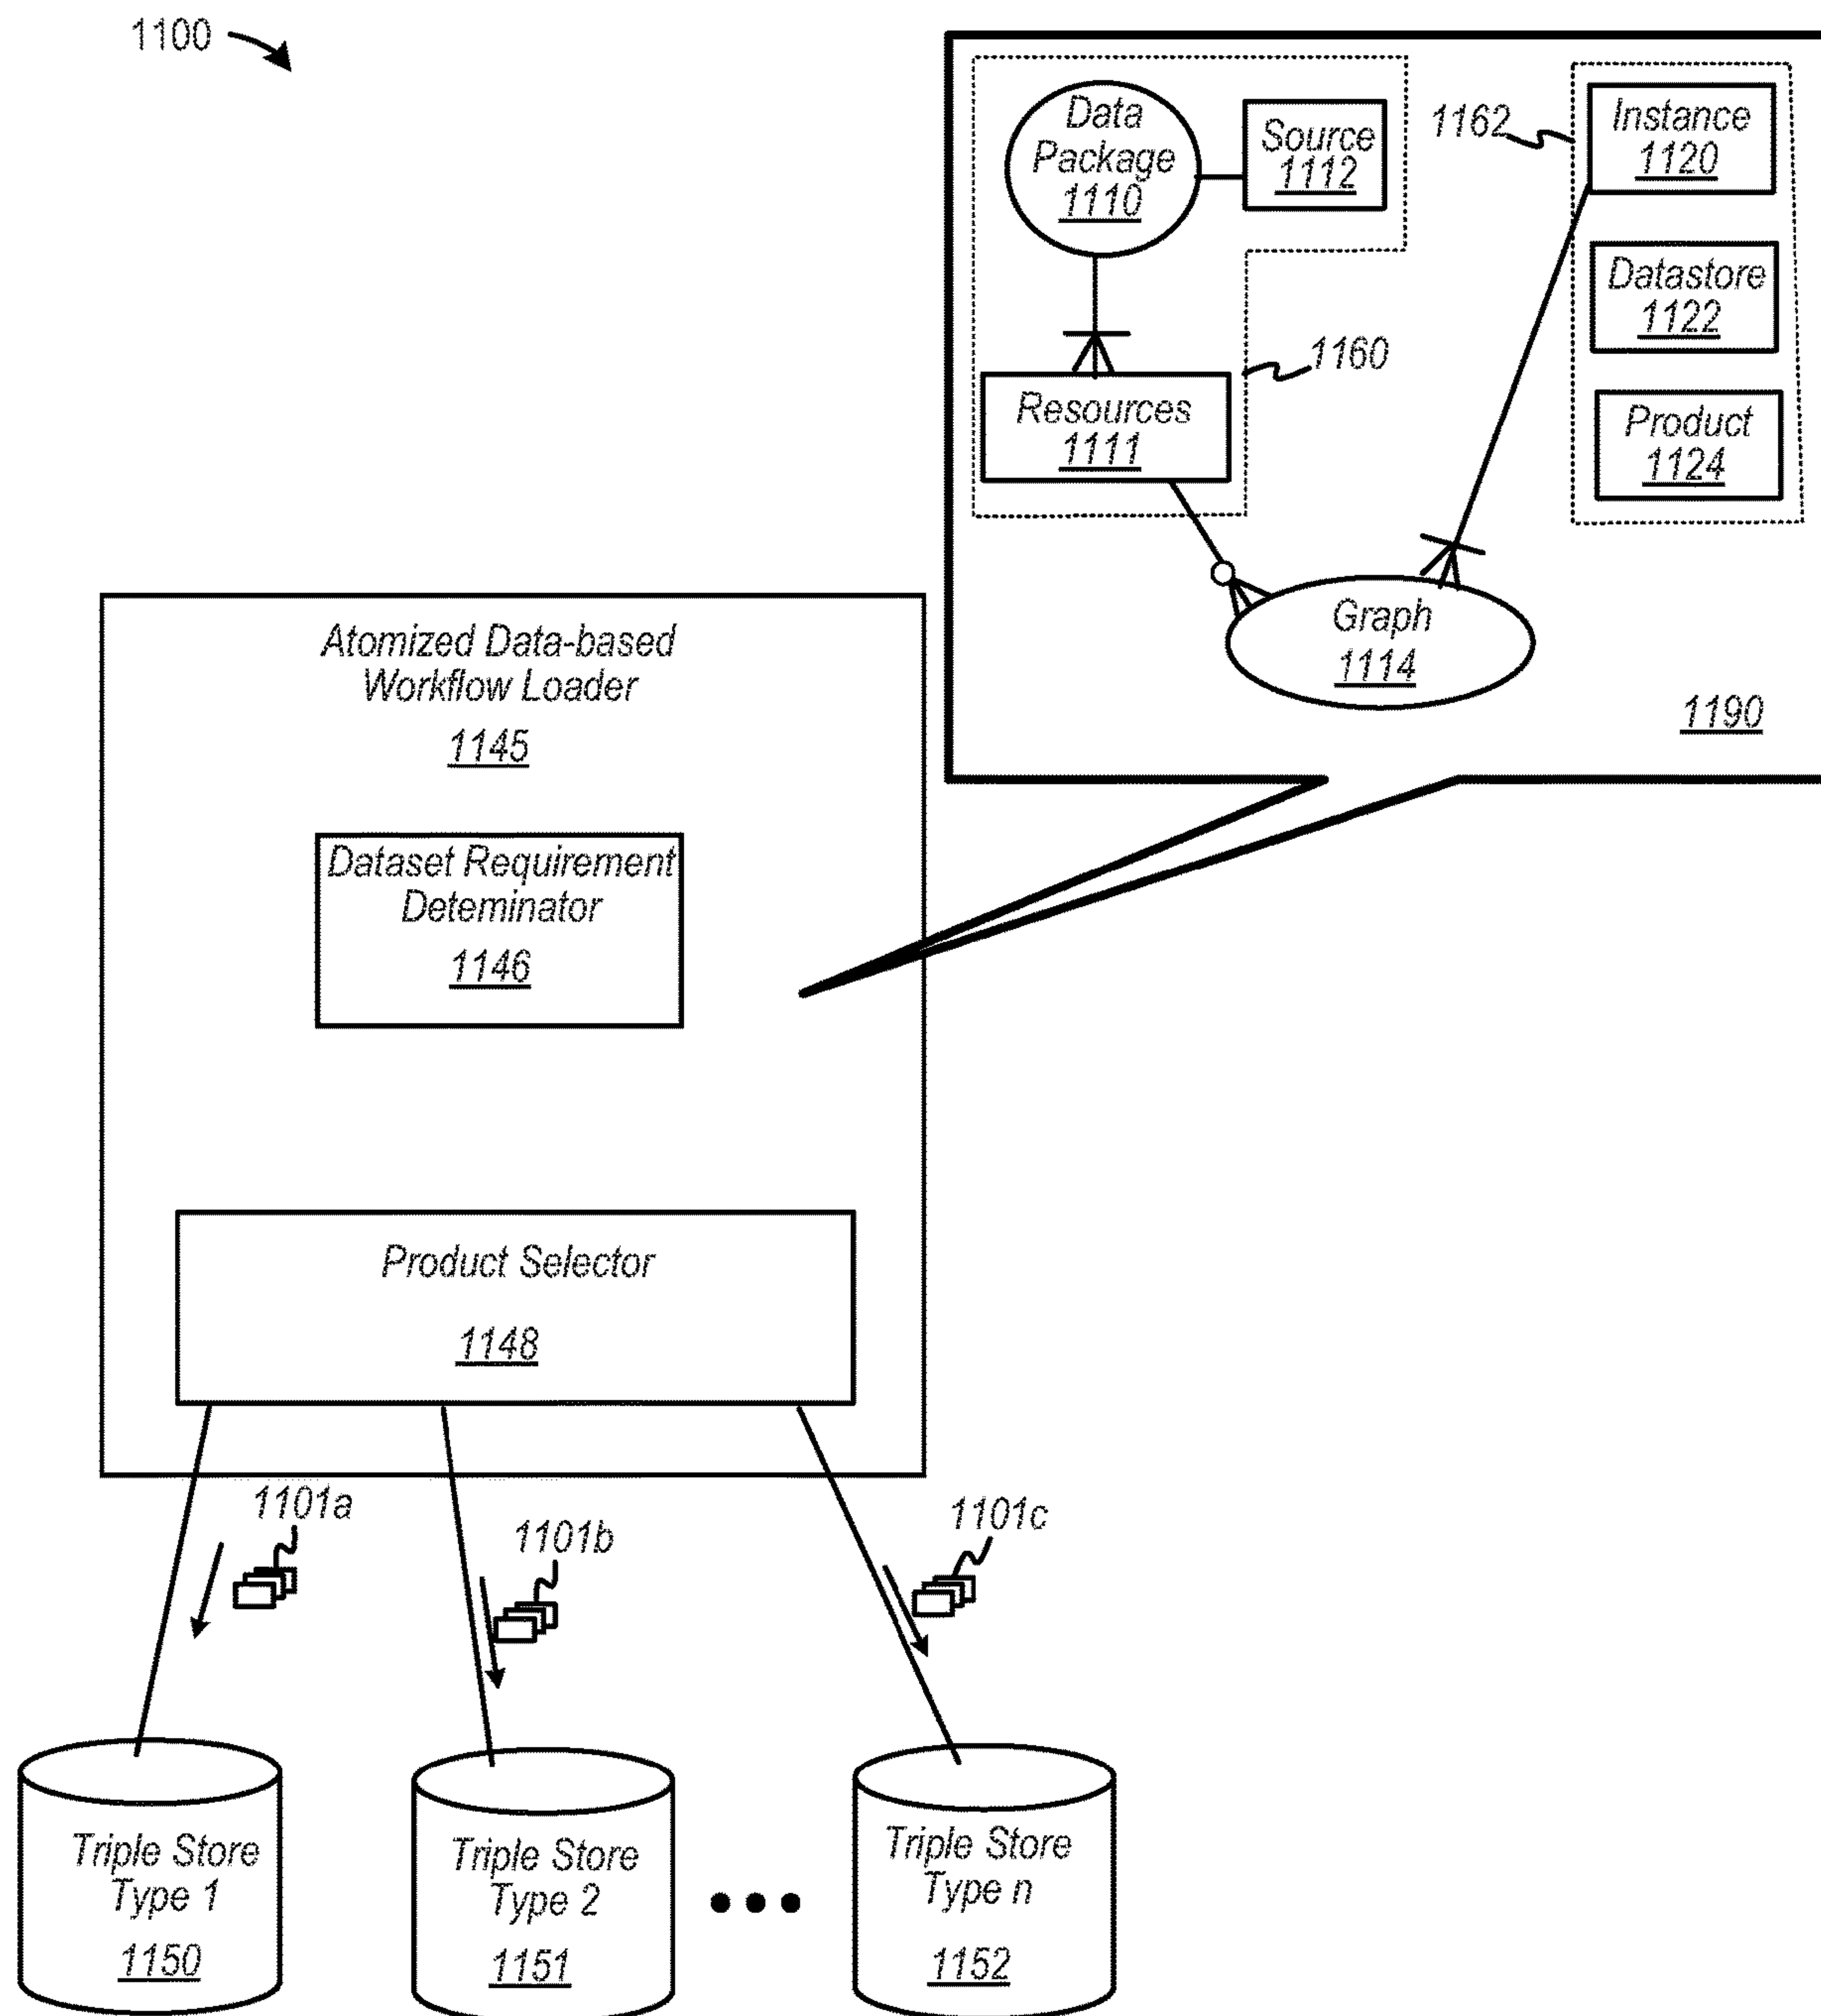 1100
Data
Package
1110
Source
1112
1162
Instance
1120
Datastore
1122
Product
1124
1160
Resources
1111
Graph
1114
1190
Atomized Data-based
Workflow Loader
1145
Dataset Requirement
Deteminator
1146
Product Selector
1148
1101a
1101b
1101c
Triple Store
Type 1
1150
Triple Store
Type 2
1151
Triple Store
Type n
1152